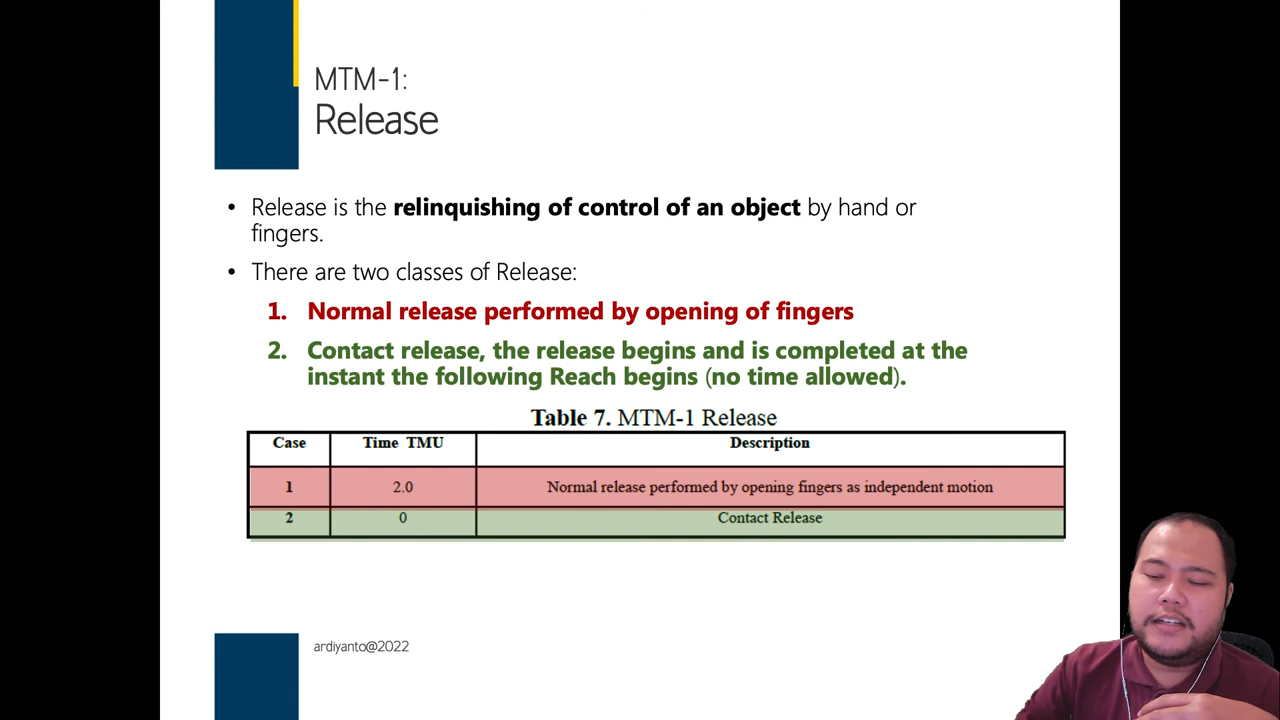 MTM-1:
Release
• Release is the relinquishing of control of an object by hand or
fingers.
• There are two classes of Release:
1. Normal release performed by opening of fingers
2. Contact release, the release begins and is completed at the
instant the following Reach begins (no time allowed).
Table 7. MTM-1 Release
Case Time TMU Description
1 2.0 Normal release performed by opening fingers as independent motion
2 0 Contact Release
ardiyanto@2022